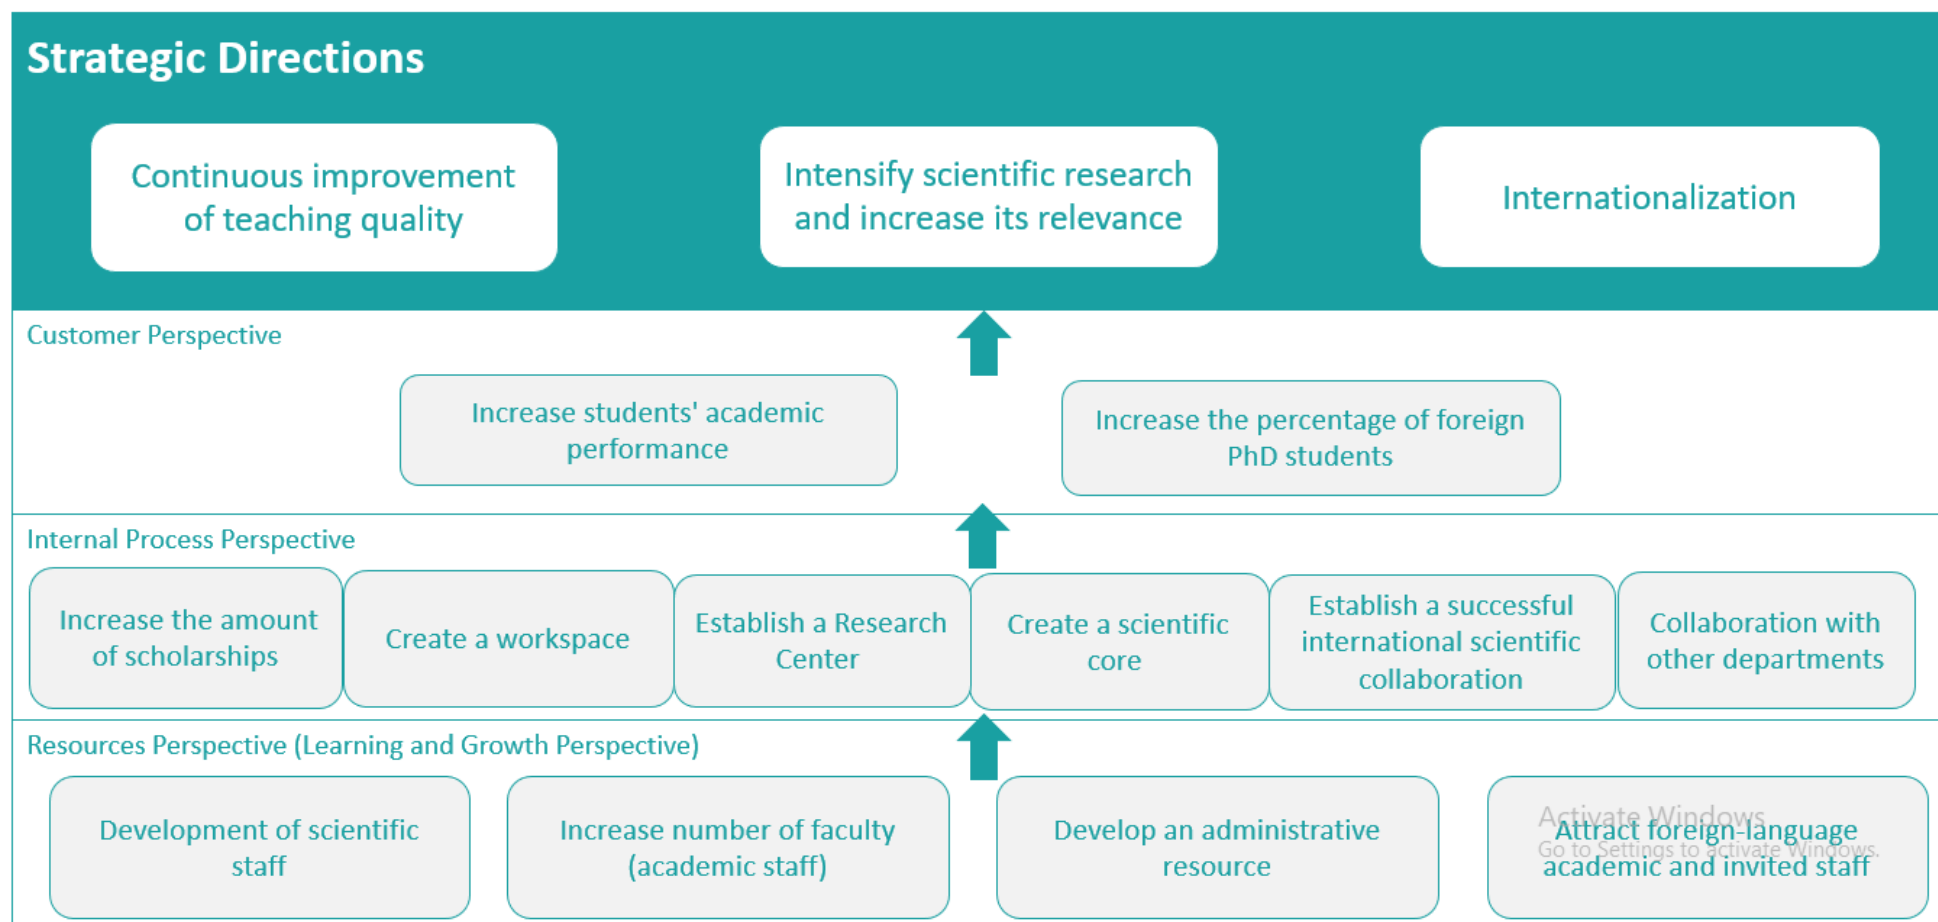 Strategic Directions
Continuous improvement
of teaching quality
Intensify scientific research
and increase its relevance
Internationalization
Customer Perspective
Increase students' academic
performance
Increase the percentage of foreign
PhD students
Internal Process Perspective
Increase the amount
of scholarships
Create a workspace
Establish a Research
Center
Create a scientific
core
Establish a successful
international scientific
collaboration
Collaboration with
other departments
Resources Perspective (Learning and Growth Perspective)
Development of scientific
staff
Increase number of faculty
(academic staff)
Develop an administrative
resource
Attract foreign-language
academic and invited staff
Activate Windows
Go to Settings to activate Windows.